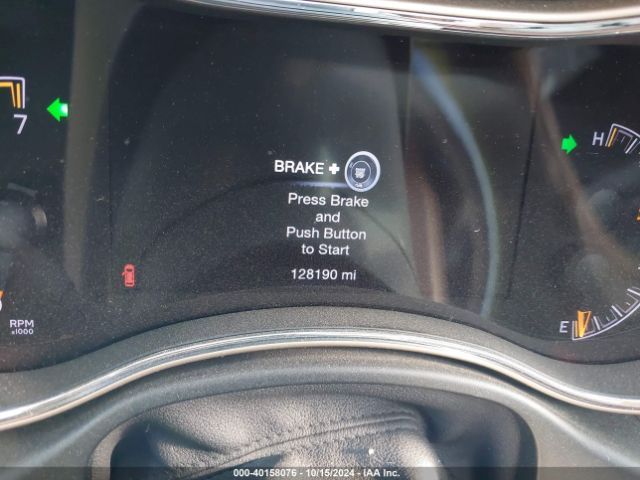 7
H
BRAKE +
Press Brake
and
Push Button
to Start
128190 mi
RPM
x1000
E
000-40158076 - 10/15/2024 - IAA Inc.